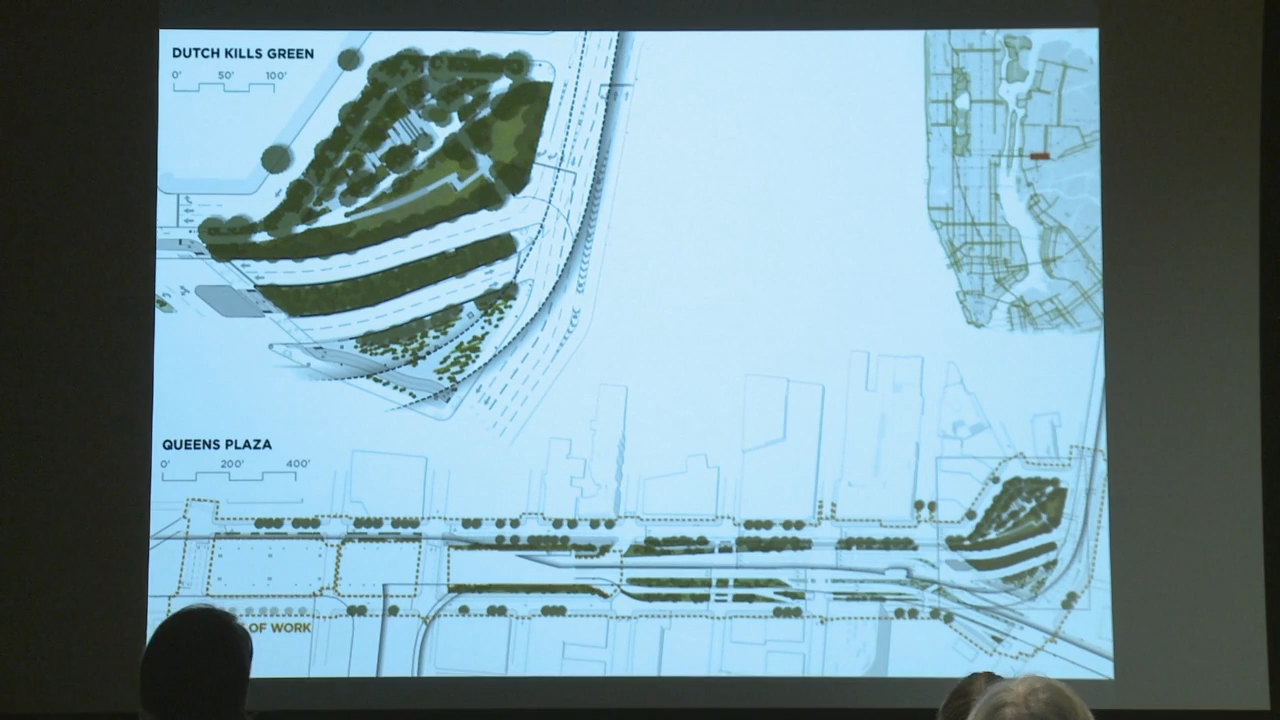 DUTCH KILLS GREEN
0' 50' 100'
QUEENS PLAZA
0' 200' 400'
OF WORK